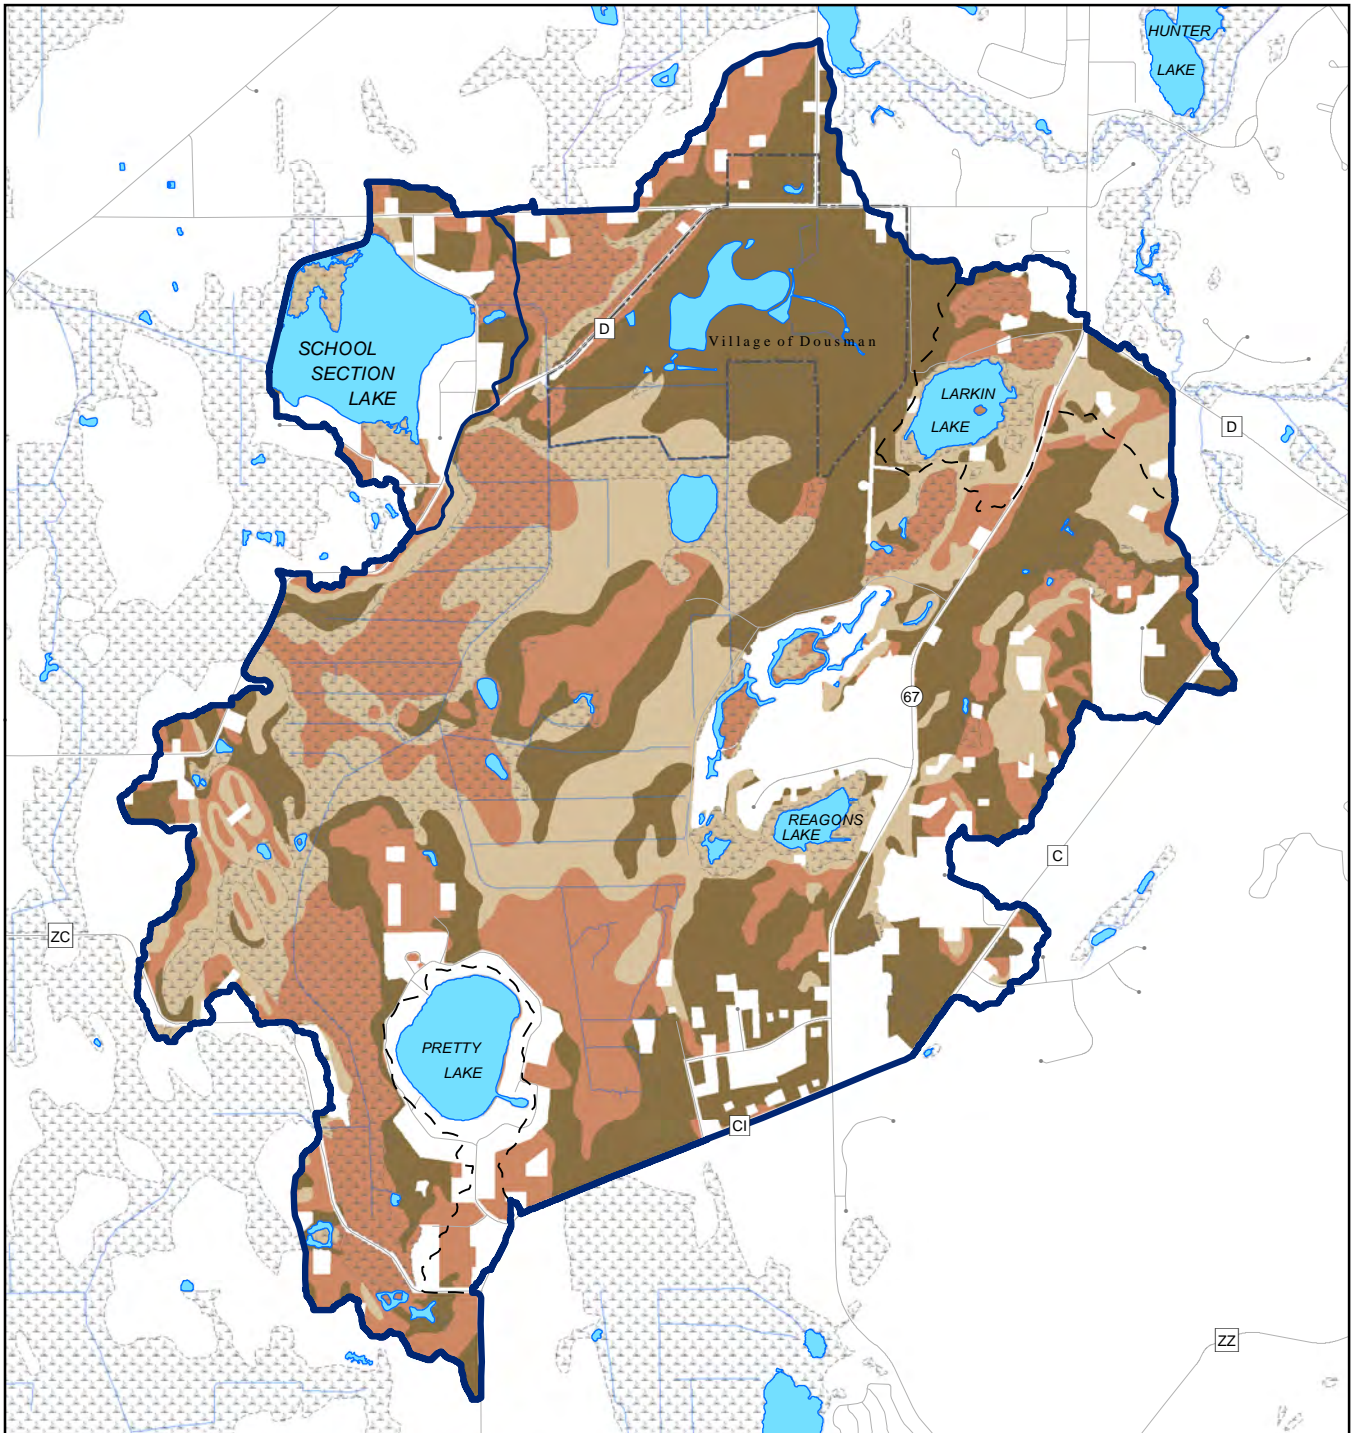 HUNTER
LAKE
SCHOOL
SECTION
LAKE
D
Village of Dousman
LARKIN
LAKE
D
67
REAGONS
LAKE
C
ZC
PRETTY
LAKE
CI
ZZ